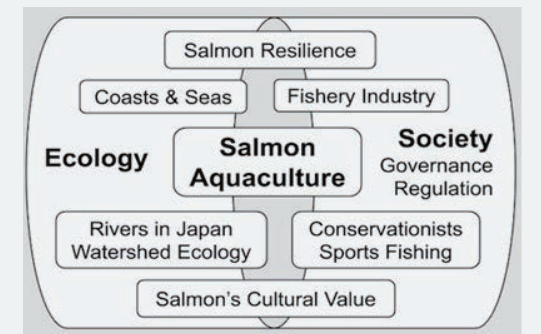 Salmon Resilience
Coasts & Seas
Fishery Industry
Ecology
Salmon
Aquaculture
Society
Governance
Regulation
Rivers in Japan
Watershed Ecology
Conservationists
Sports Fishing
Salmon's Cultural Value